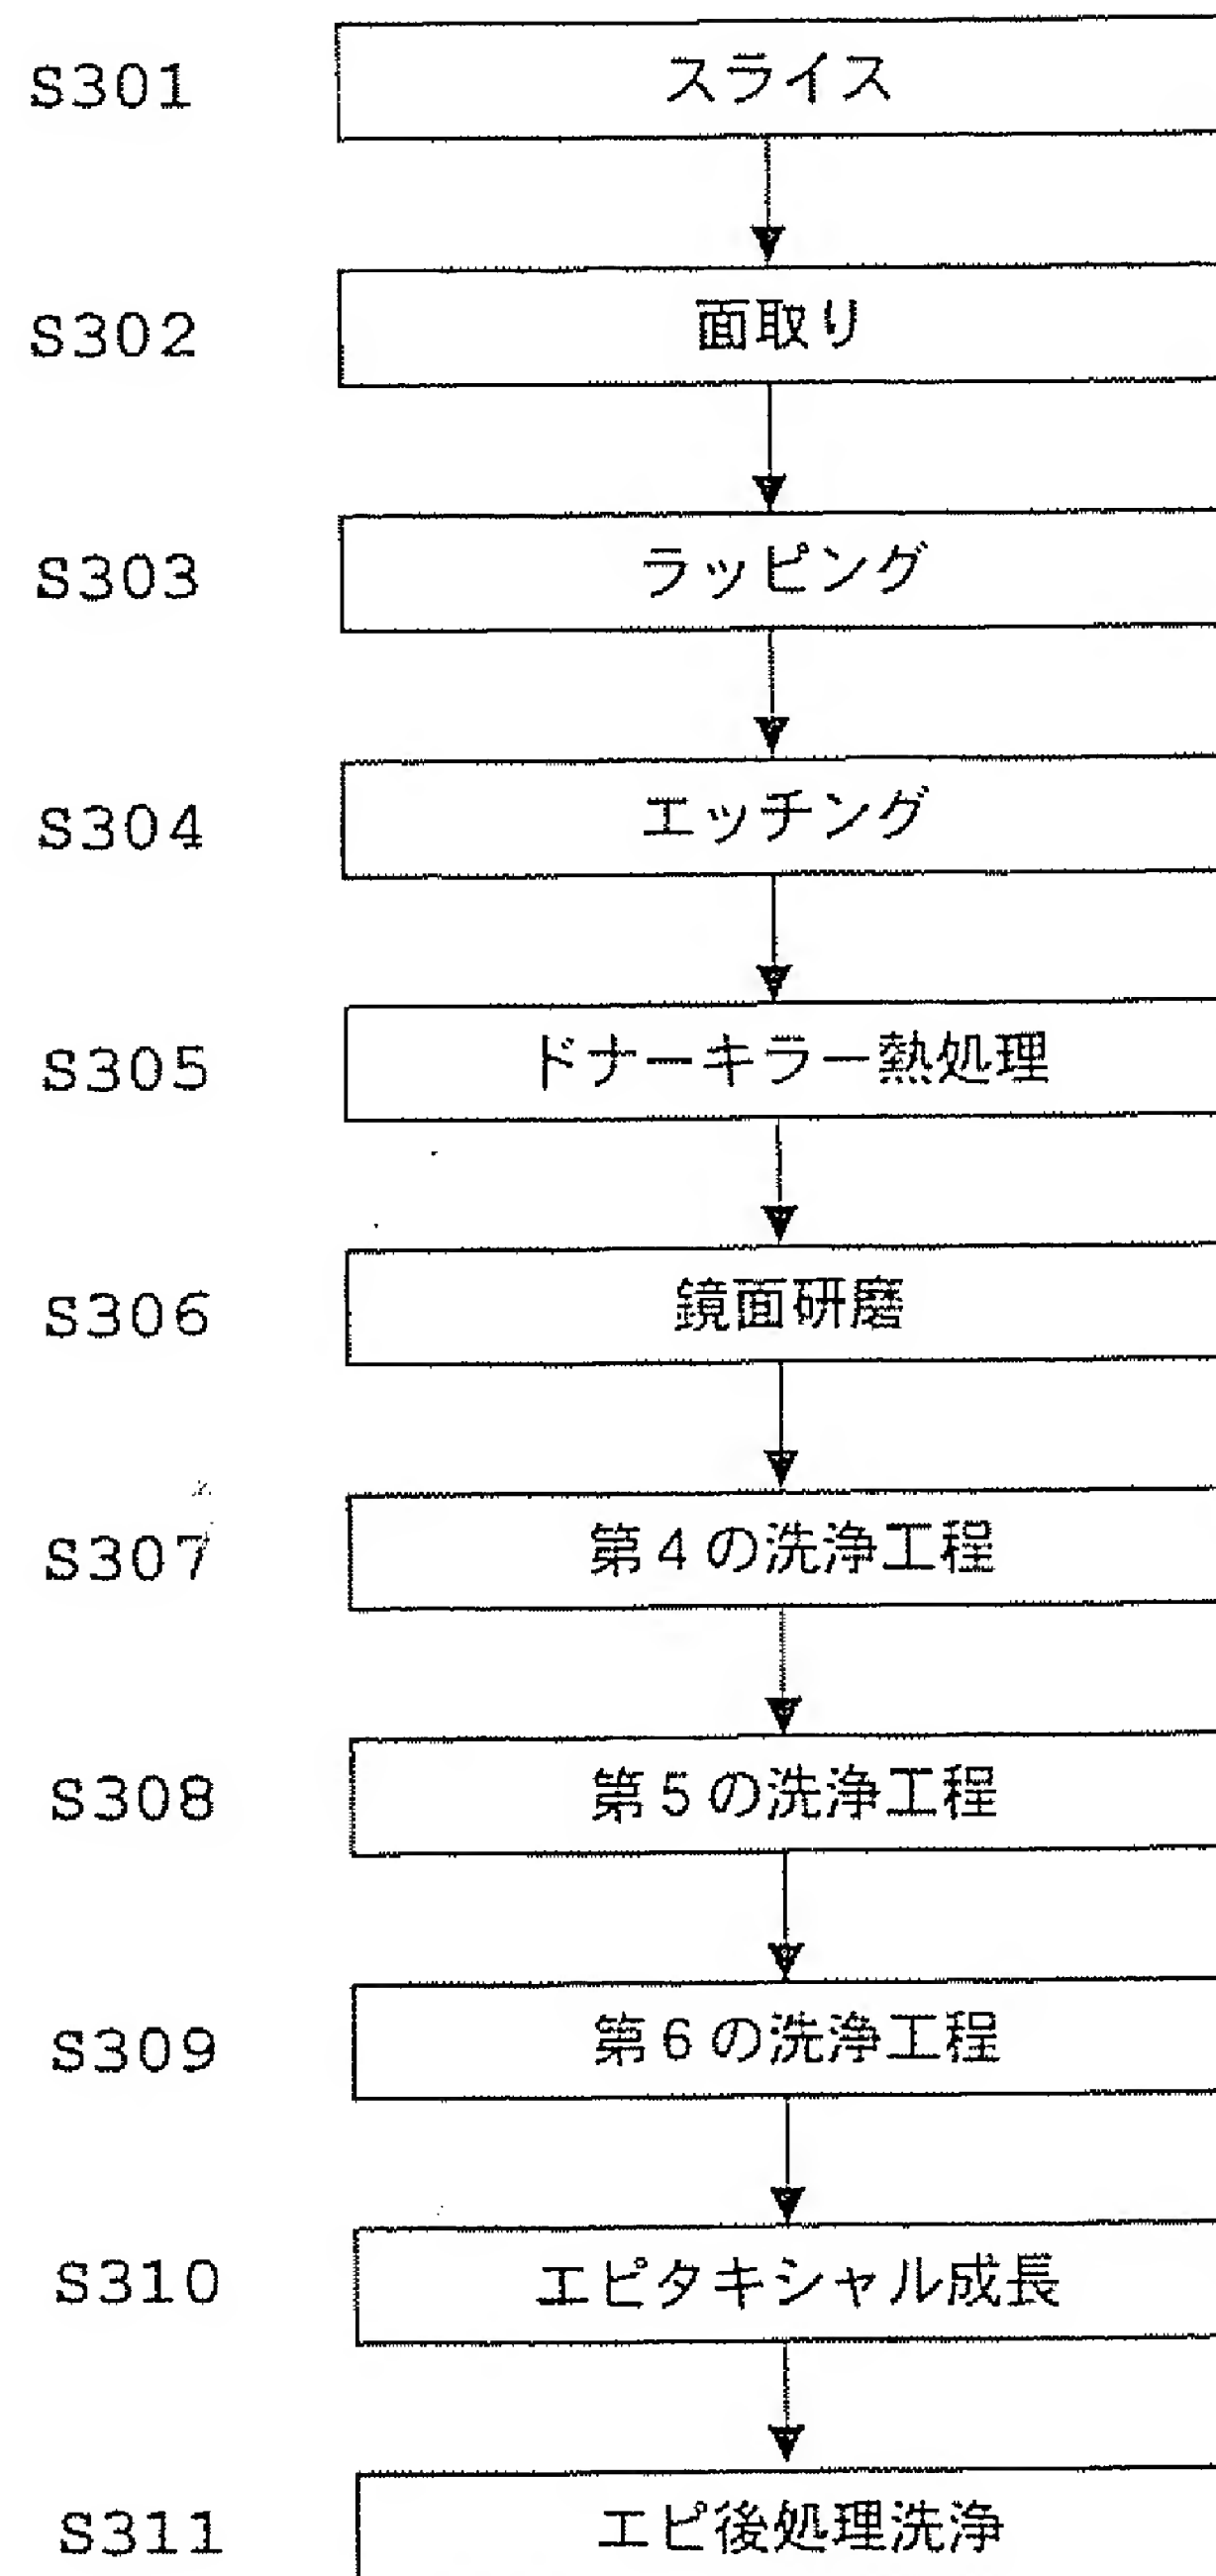 S301 スライス
S302 面取り
S303 ラッピング
S304 エッチング
S305 ドナーキラー熱処理
S306 鏡面研磨
S307 第4の洗浄工程
S308 第5の洗浄工程
S309 第6の洗浄工程
S310 エピタキシャル成長
S311 エピ後処理洗浄